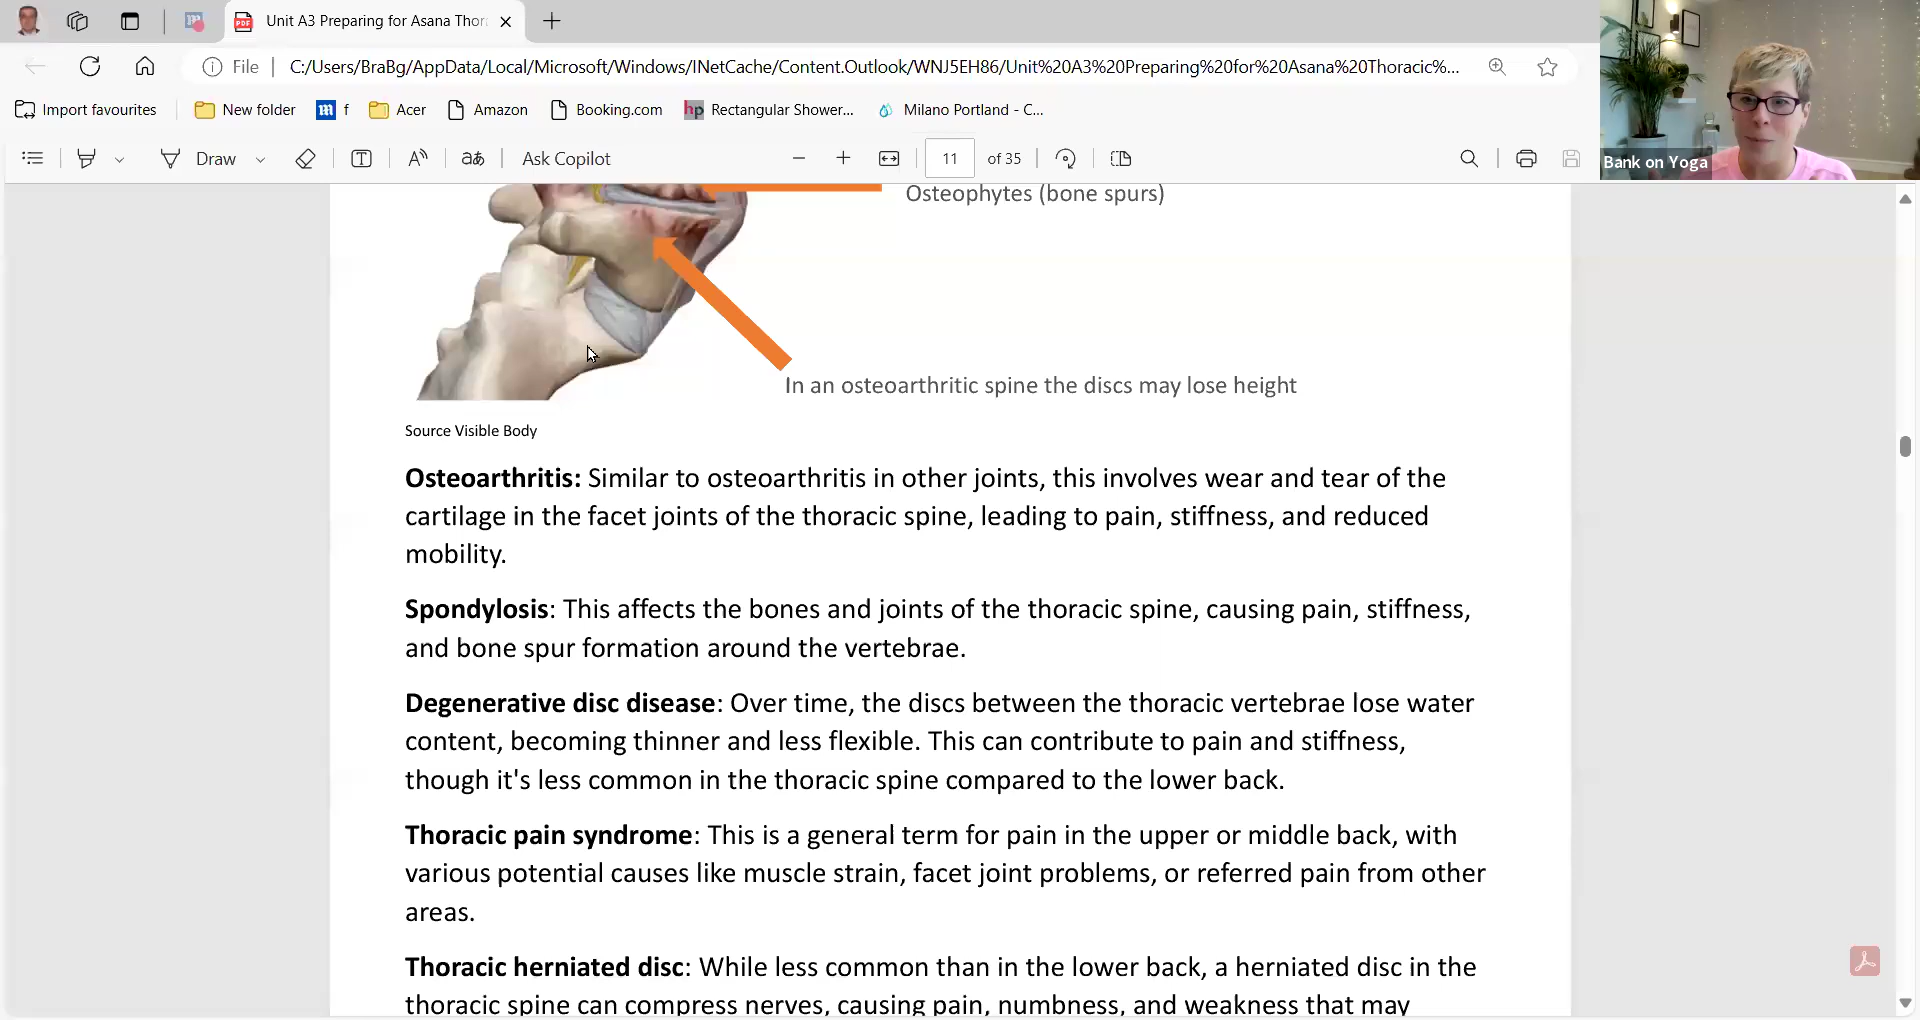 Unit A3 Preparing for Asana Thor
File
C:/Users/BraBg/AppData/Local/Microsoft/Windows/INetCache/Content.Outlook/WNJ5EH86/Unit%20A3%20Preparing%20for%20Asana%20Thoracic%...
Import favourites
New folder
f
Acer
Amazon
Booking.com
Rectangular Shower...
Milano Portland - C...
Draw
Ask Copilot
11
of 35
Bank on Yoga
Osteophytes (bone spurs)
In an osteoarthritic spine the discs may lose height
Source Visible Body
Osteoarthritis: Similar to osteoarthritis in other joints, this involves wear and tear of the
cartilage in the facet joints of the thoracic spine, leading to pain, stiffness, and reduced
mobility.
Spondylosis: This affects the bones and joints of the thoracic spine, causing pain, stiffness,
and bone spur formation around the vertebrae.
Degenerative disc disease: Over time, the discs between the thoracic vertebrae lose water
content, becoming thinner and less flexible. This can contribute to pain and stiffness,
though it's less common in the thoracic spine compared to the lower back.
Thoracic pain syndrome: This is a general term for pain in the upper or middle back, with
various potential causes like muscle strain, facet joint problems, or referred pain from other
areas.
Thoracic herniated disc: While less common than in the lower back, a herniated disc in the
thoracic spine can compress nerves, causing pain, numbness, and weakness that may